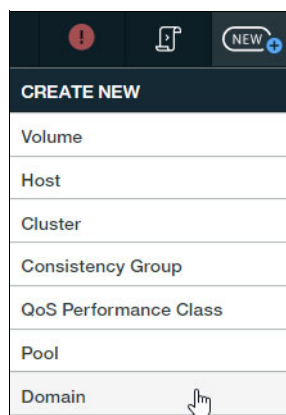 NEW
CREATE NEW
Volume
Host
Cluster
Consistency Group
QoS Performance Class
Pool
Domain